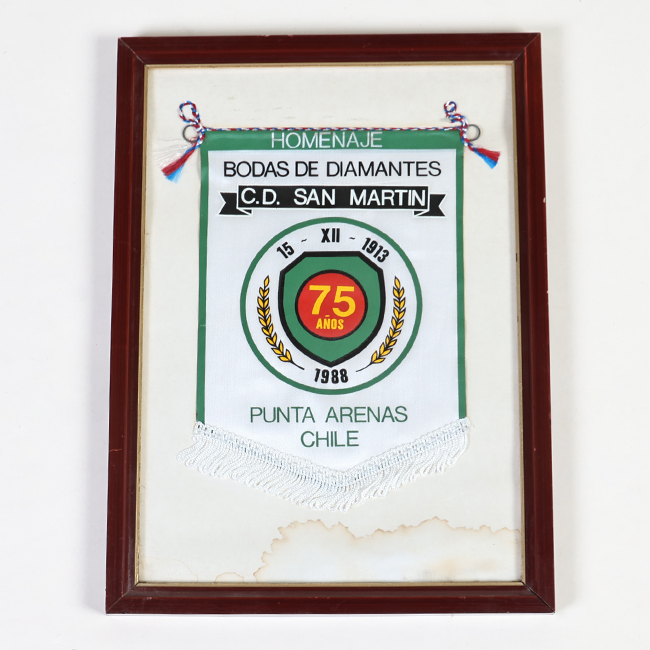 HOMENAJE
BODAS DE DIAMANTES
C.D. SAN MARTIN
15 - XII - 1913
75
AÑOS
1988
PUNTA ARENAS
CHILE